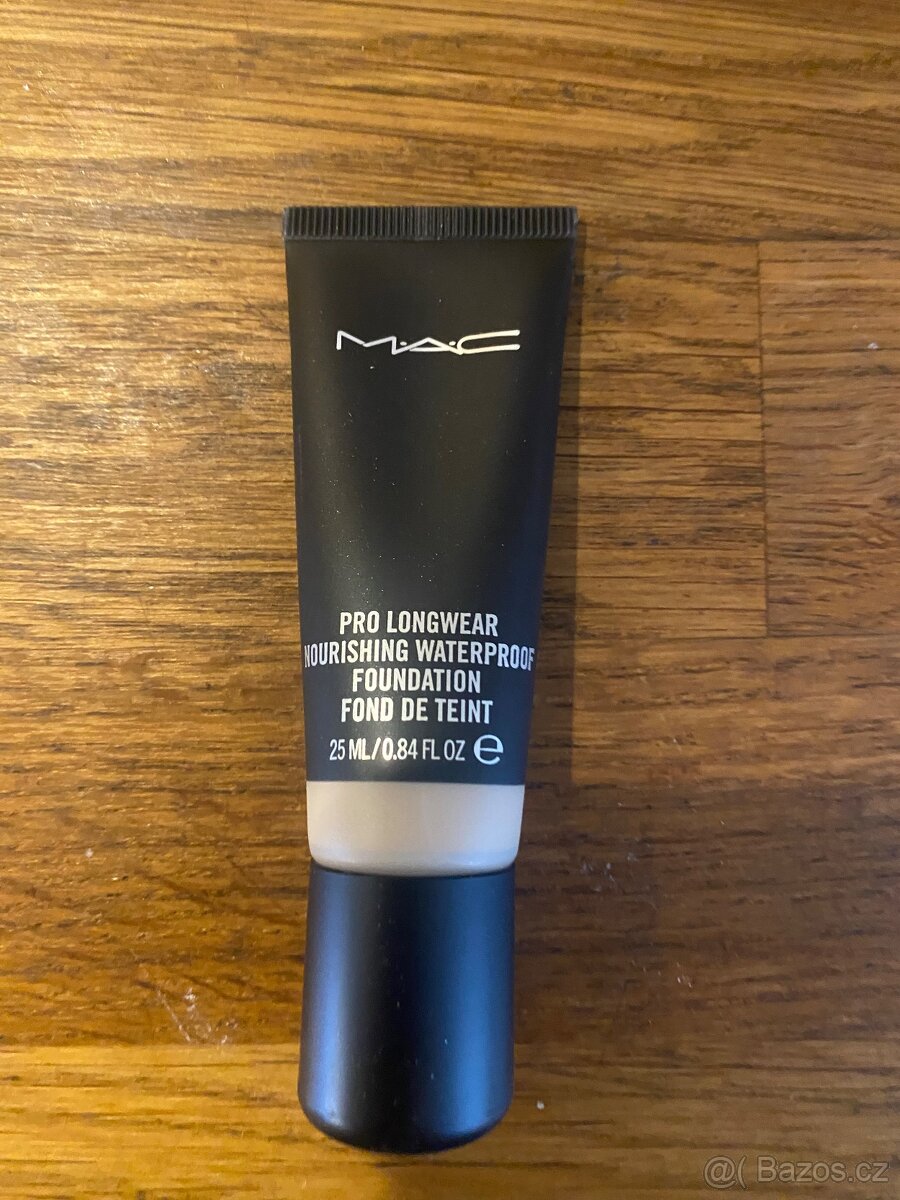 M·A·C
PRO LONGWEAR
NOURISHING WATERPROOF
FOUNDATION
FOND DE TEINT
25 ML/0.84 FL OZ e
@( Bazos.cz